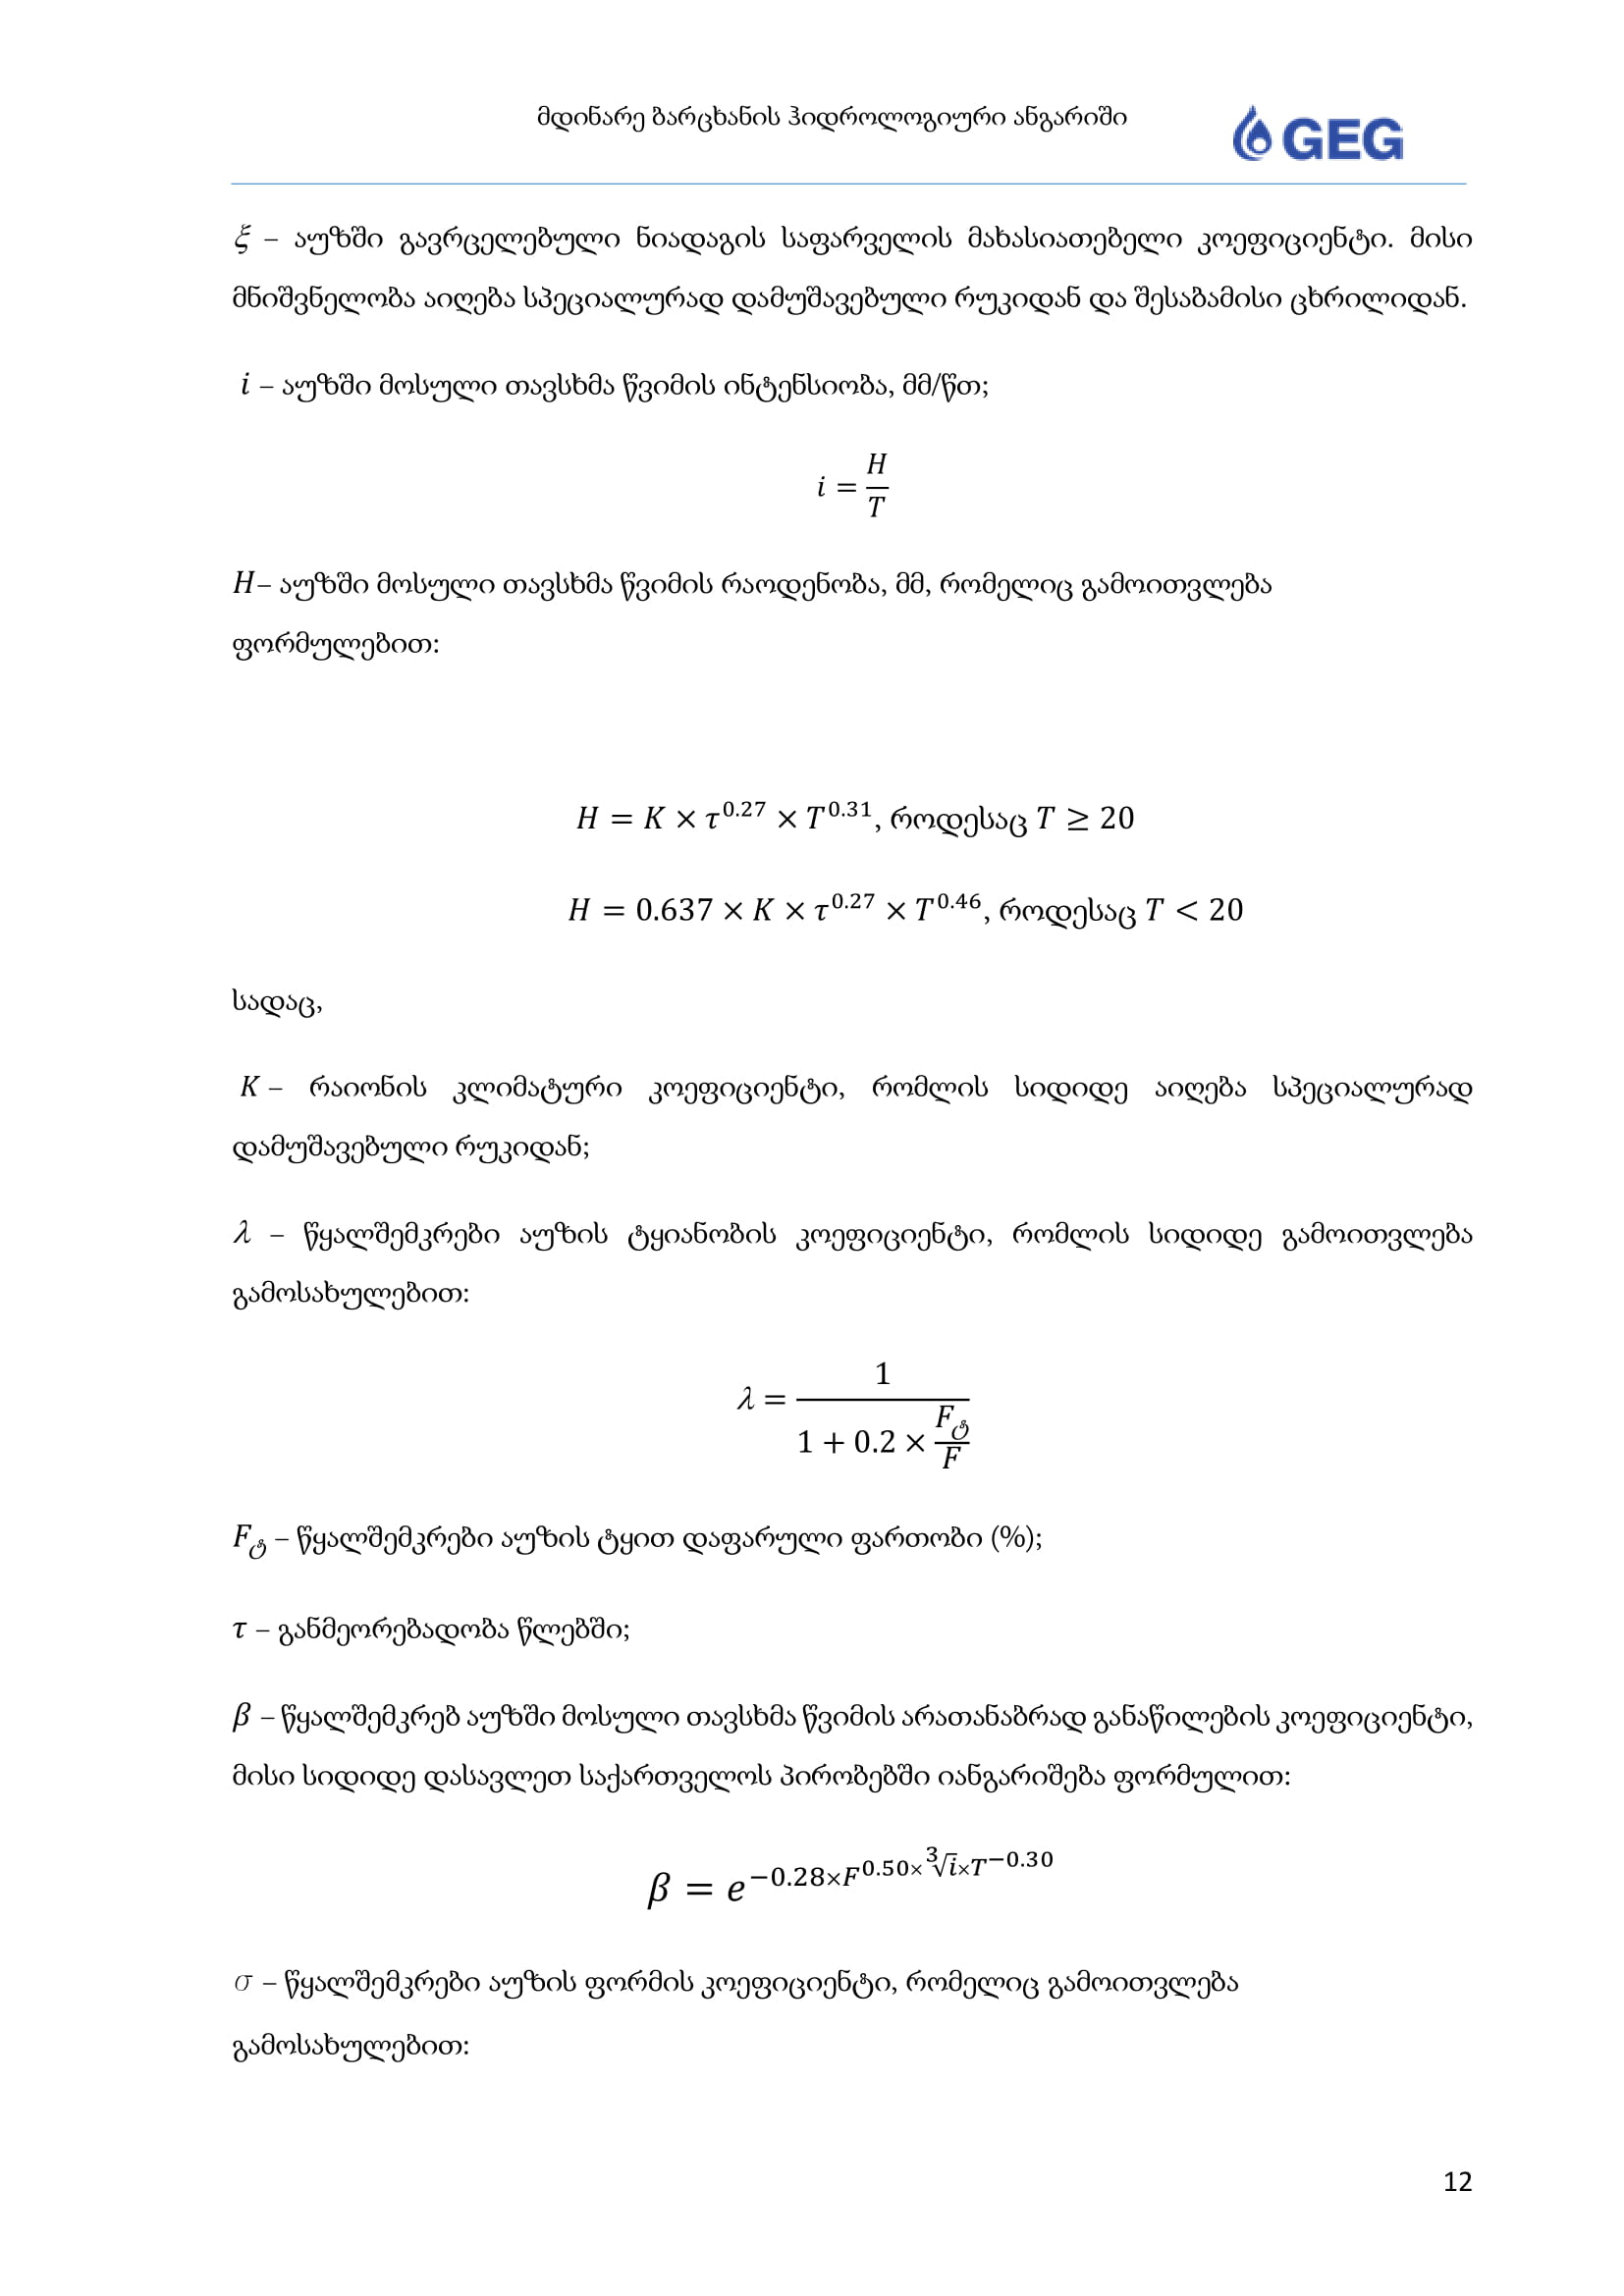 მდინარე ბარცხანის ჰიდროლოგიური ანგარიში
GEG
ξ – აუზში გავრცელებული ნიადაგის საფარველის მახასიათებელი კოეფიციენტი. მისი
მნიშვნელობა აიღება სპეციალურად დამუშავებული რუკიდან და შესაბამისი ცხრილიდან.
i – აუზში მოსული თავსხმა წვიმის ინტენსიობა, მმ/წთ;
i = H/T
H– აუზში მოსული თავსხმა წვიმის რაოდენობა, მმ, რომელიც გამოითვლება
ფორმულებით:
H = K × τ^0.27 × T^0.31, როდესაც T ≥ 20
H = 0.637 × K × τ^0.27 × T^0.46, როდესაც T < 20
სადაც,
K – რაიონის კლიმატური კოეფიციენტი, რომლის სიდიდე აიღება სპეციალურად
დამუშავებული რუკიდან;
λ – წყალშემკრები აუზის ტყიანობის კოეფიციენტი, რომლის სიდიდე გამოითვლება
გამოსახულებით:
λ = 1/(1 + 0.2 × F_ტ/F)
F_ტ – წყალშემკრები აუზის ტყით დაფარული ფართობი (%);
τ – განმეორებადობა წლებში;
β – წყალშემკრებ აუზში მოსული თავსხმა წვიმის არათანაბრად განაწილების კოეფიციენტი,
მისი სიდიდე დასავლეთ საქართველოს პირობებში იანგარიშება ფორმულით:
β = e^(−0.28×F^(0.50×∛i×T^−0.30))
σ – წყალშემკრები აუზის ფორმის კოეფიციენტი, რომელიც გამოითვლება
გამოსახულებით:
12